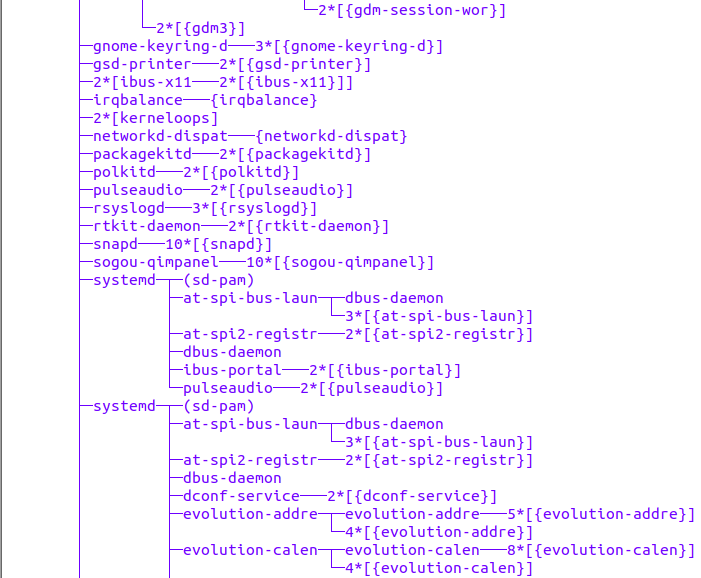 2*[{gdm-session-wor}]
2*[{gdm3}]
gnome-keyring-d───3*[{gnome-keyring-d}]
gsd-printer───2*[{gsd-printer}]
2*[ibus-x11───2*[{ibus-x11}]]
irqbalance───{irqbalance}
2*[kerneloops]
networkd-dispat───{networkd-dispat}
packagekitd───2*[{packagekitd}]
polkitd───2*[{polkitd}]
pulseaudio───2*[{pulseaudio}]
rsyslogd───3*[{rsyslogd}]
rtkit-daemon───2*[{rtkit-daemon}]
snapd───10*[{snapd}]
sogou-qimpanel───10*[{sogou-qimpanel}]
systemd─┬─(sd-pam)
at-spi-bus-laun─┬─dbus-daemon
3*[{at-spi-bus-laun}]
at-spi2-registr───2*[{at-spi2-registr}]
dbus-daemon
ibus-portal───2*[{ibus-portal}]
pulseaudio───2*[{pulseaudio}]
systemd─┬─(sd-pam)
at-spi-bus-laun─┬─dbus-daemon
3*[{at-spi-bus-laun}]
at-spi2-registr───2*[{at-spi2-registr}]
dbus-daemon
dconf-service───2*[{dconf-service}]
evolution-addre─┬─evolution-addre───5*[{evolution-addre}]
4*[{evolution-addre}]
evolution-calen─┬─evolution-calen───8*[{evolution-calen}]
4*[{evolution-calen}]